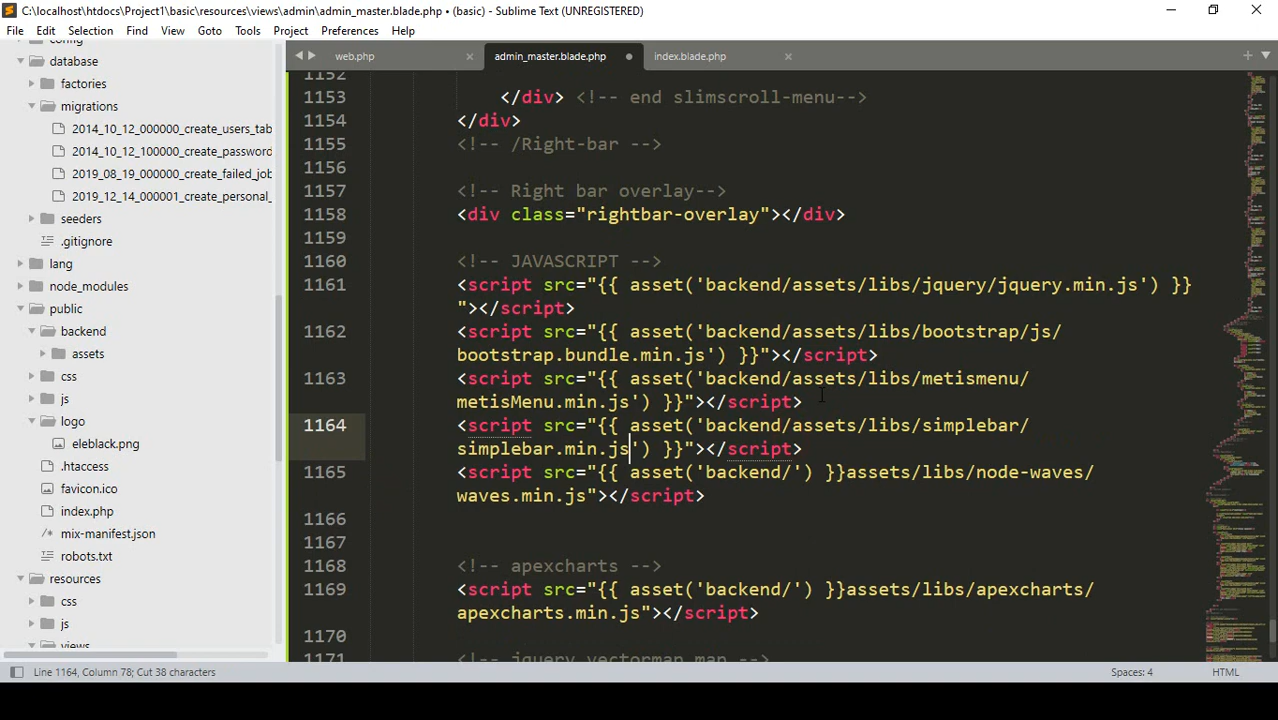 C:\localhost\htdocs\Project1\basic\resources\views\admin\admin_master.blade.php • (basic) - Sublime Text (UNREGISTERED)
File Edit Selection Find View Goto Tools Project Preferences Help
web.php admin_master.blade.php index.blade.php
config
database
factories
migrations
2014_10_12_000000_create_users_tab
2014_10_12_100000_create_password
2019_08_19_000000_create_failed_job
2019_12_14_000001_create_personal_
seeders
.gitignore
lang
node_modules
public
backend
assets
css
js
logo
eleblack.png
.htaccess
favicon.ico
index.php
mix-manifest.json
robots.txt
resources
css
js
views
1152
1153 </div> <!-- end slimscroll-menu-->
1154 </div>
1155 <!-- /Right-bar -->
1156
1157 <!-- Right bar overlay-->
1158 <div class="rightbar-overlay"></div>
1159
1160 <!-- JAVASCRIPT -->
1161 <script src="{{ asset('backend/assets/libs/jquery/jquery.min.js') }}
"></script>
1162 <script src="{{ asset('backend/assets/libs/bootstrap/js/
bootstrap.bundle.min.js') }}"></script>
1163 <script src="{{ asset('backend/assets/libs/metismenu/
metisMenu.min.js') }}"></script>
1164 <script src="{{ asset('backend/assets/libs/simplebar/
simplebar.min.js') }}"></script>
1165 <script src="{{ asset('backend/') }}assets/libs/node-waves/
waves.min.js"></script>
1166
1167
1168 <!-- apexcharts -->
1169 <script src="{{ asset('backend/') }}assets/libs/apexcharts/
apexcharts.min.js"></script>
1170
1171 <!-- jquery vectormap map -->
Line 1164, Column 78; Cut 38 characters Spaces: 4 HTML